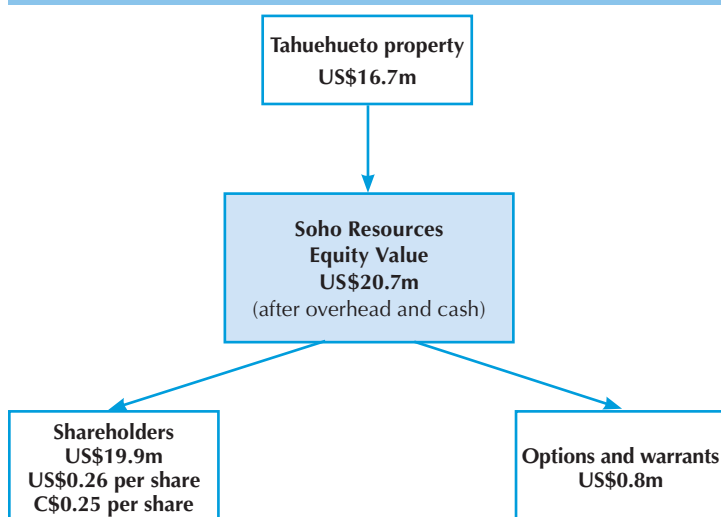 Tahuehueto property
US$16.7m
Soho Resources
Equity Value
US$20.7m
(after overhead and cash)
Shareholders
US$19.9m
US$0.26 per share
C$0.25 per share
Options and warrants
US$0.8m